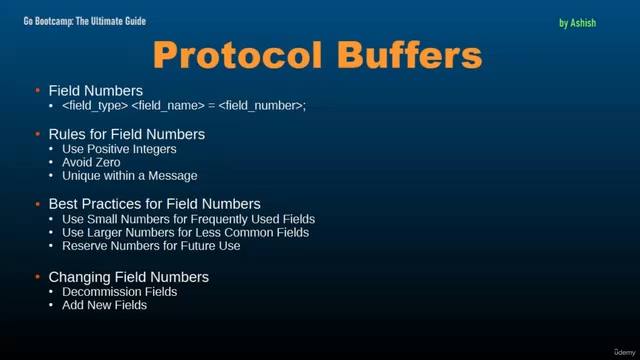 Go Bootcamp: The Ultimate Guide
by Ashish
Protocol Buffers
• Field Numbers
• <field_type> <field_name> = <field_number>;
• Rules for Field Numbers
• Use Positive Integers
• Avoid Zero
• Unique within a Message
• Best Practices for Field Numbers
• Use Small Numbers for Frequently Used Fields
• Use Larger Numbers for Less Common Fields
• Reserve Numbers for Future Use
• Changing Field Numbers
• Decommission Fields
• Add New Fields
ûdemy